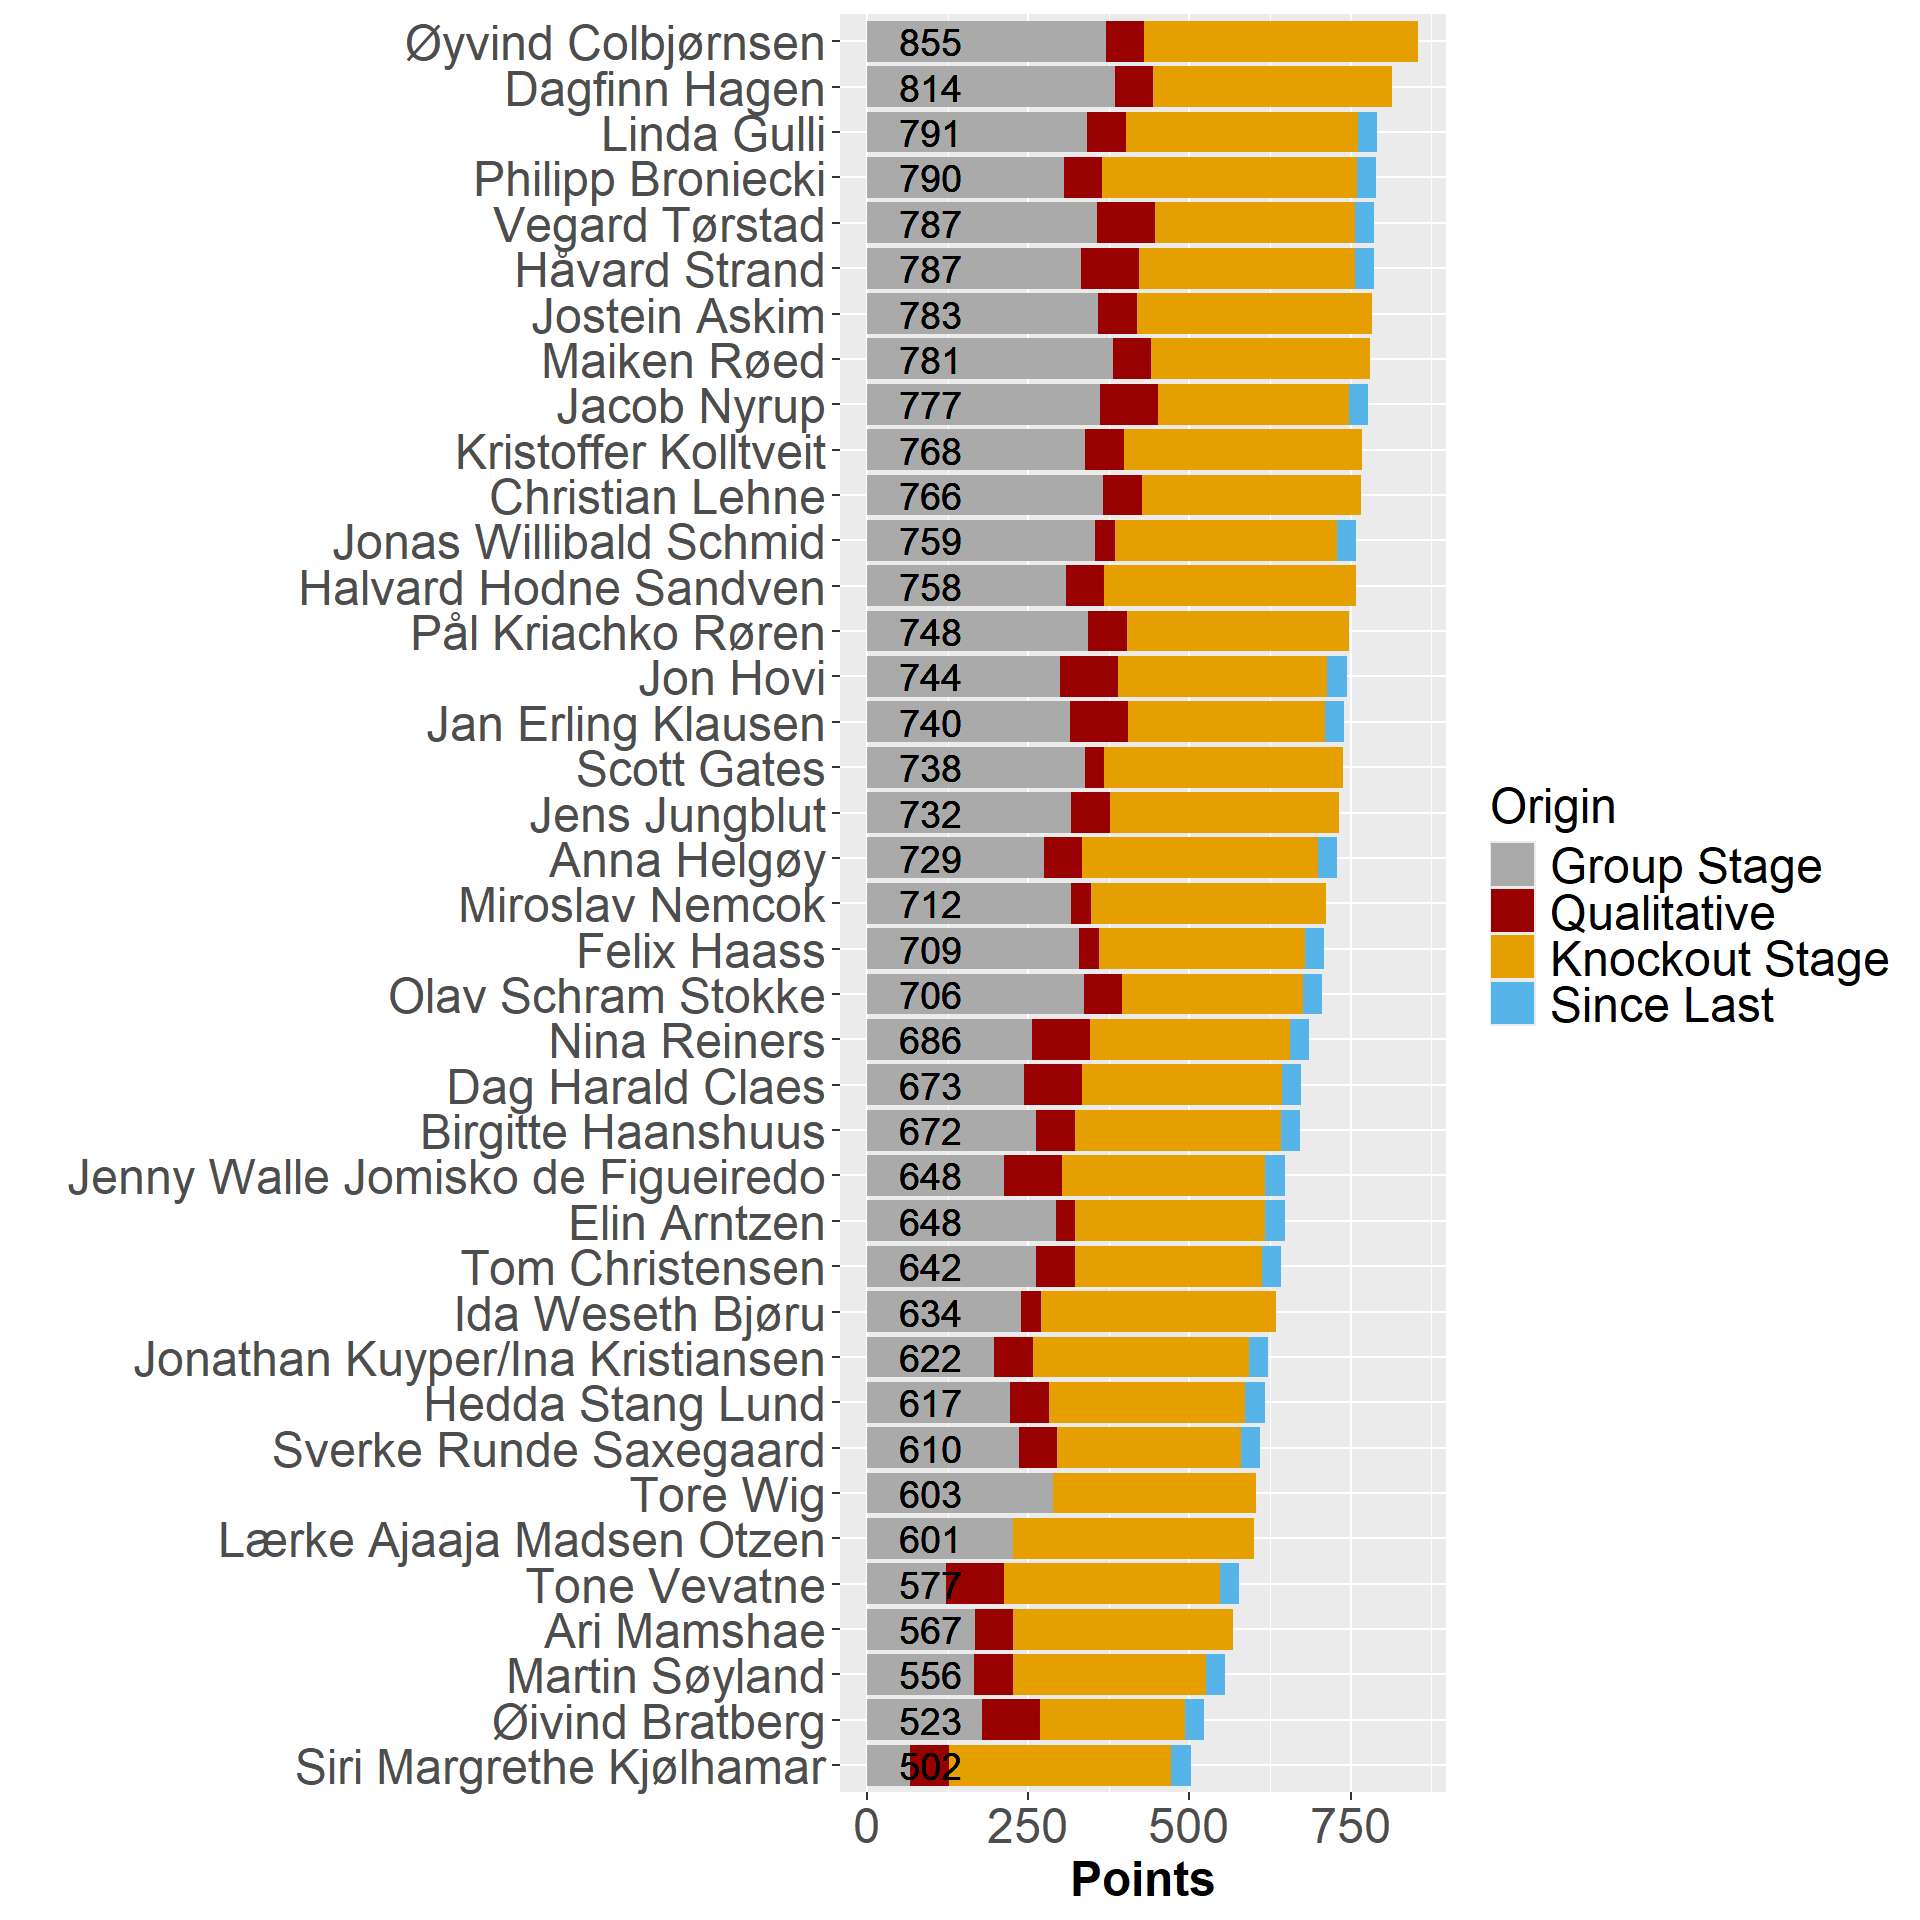 Øyvind Colbjørnsen 855
Dagfinn Hagen 814
Linda Gulli 791
Philipp Broniecki 790
Vegard Tørstad 787
Håvard Strand 787
Jostein Askim 783
Maiken Røed 781
Jacob Nyrup 777
Kristoffer Kolltveit 768
Christian Lehne 766
Jonas Willibald Schmid 759
Halvard Hodne Sandven 758
Pål Kriachko Røren 748
Jon Hovi 744
Jan Erling Klausen 740
Scott Gates 738
Jens Jungblut 732
Anna Helgøy 729
Miroslav Nemcok 712
Felix Haass 709
Olav Schram Stokke 706
Nina Reiners 686
Dag Harald Claes 673
Birgitte Haanshuus 672
Jenny Walle Jomisko de Figueiredo 648
Elin Arntzen 648
Tom Christensen 642
Ida Weseth Bjøru 634
Jonathan Kuyper/Ina Kristiansen 622
Hedda Stang Lund 617
Sverke Runde Saxegaard 610
Tore Wig 603
Lærke Ajaaja Madsen Otzen 601
Tone Vevatne 577
Ari Mamshae 567
Martin Søyland 556
Øivind Bratberg 523
Siri Margrethe Kjølhamar 502
0 250 500 750
Points
Origin
Group Stage
Qualitative
Knockout Stage
Since Last